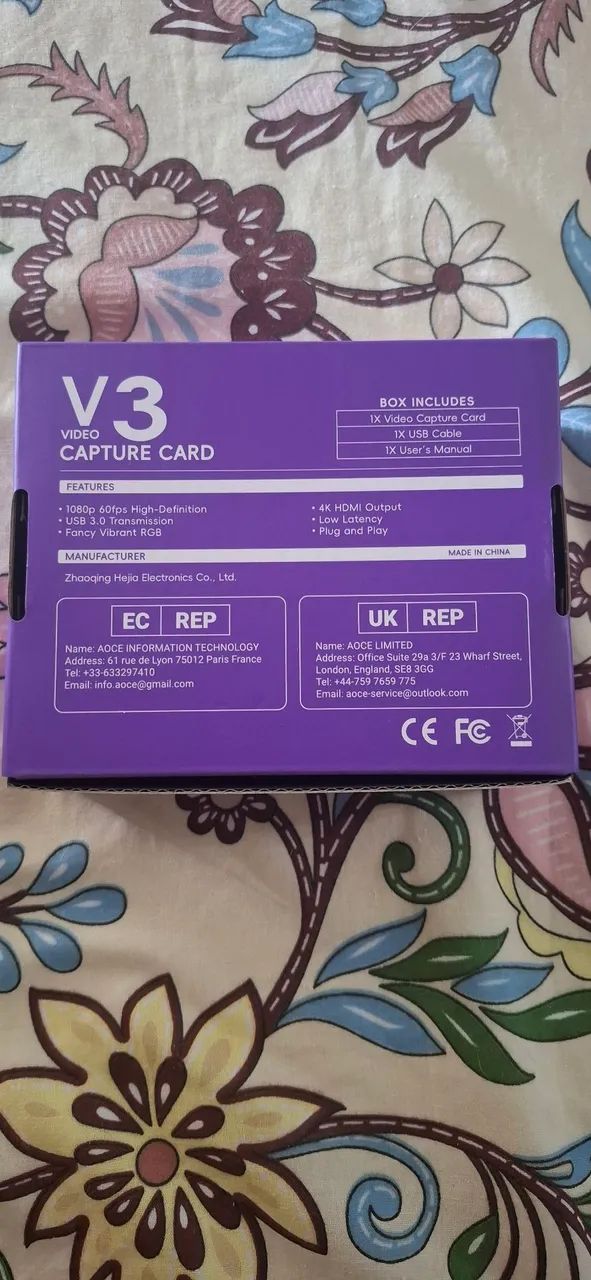 V3
VIDEO
CAPTURE CARD
BOX INCLUDES
1X Video Capture Card
1X USB Cable
1X User's Manual
FEATURES
• 1080p 60fps High-Definition
• USB 3.0 Transmission
• Fancy Vibrant RGB
• 4K HDMI Output
• Low Latency
• Plug and Play
MANUFACTURER MADE IN CHINA
Zhaoqing Hejia Electronics Co., Ltd.
EC REP
Name: AOCE INFORMATION TECHNOLOGY
Address: 61 rue de Lyon 75012 Paris France
Tel: +33-633297410
Email: info.aoce@gmail.com
UK REP
Name: AOCE LIMITED
Address: Office Suite 29a 3/F 23 Wharf Street,
London, England, SE8 3GG
Tel: +44-759 7659 775
Email: aoce-service@outlook.com
CE FC